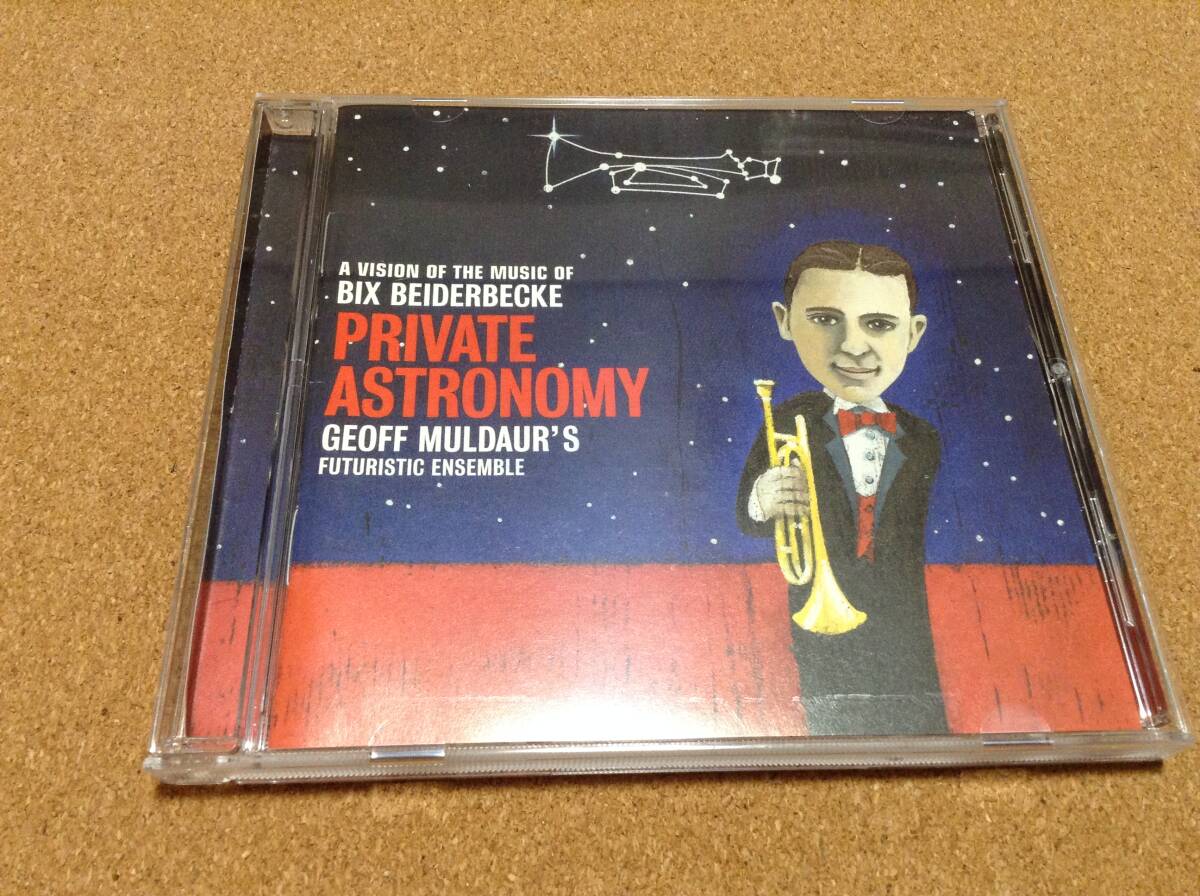 A VISION OF THE MUSIC OF
BIX BEIDERBECKE
PRIVATE
ASTRONOMY
GEOFF MULDAUR'S
FUTURISTIC ENSEMBLE